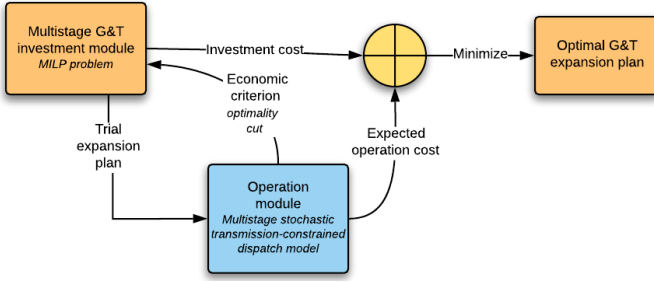 Multistage G&T
investment module
MILP problem
Investment cost
Minimize
Optimal G&T
expansion plan
Economic
criterion
optimality
cut
Trial
expansion
plan
Expected
operation cost
Operation
module
Multistage stochastic
transmission-constrained
dispatch model